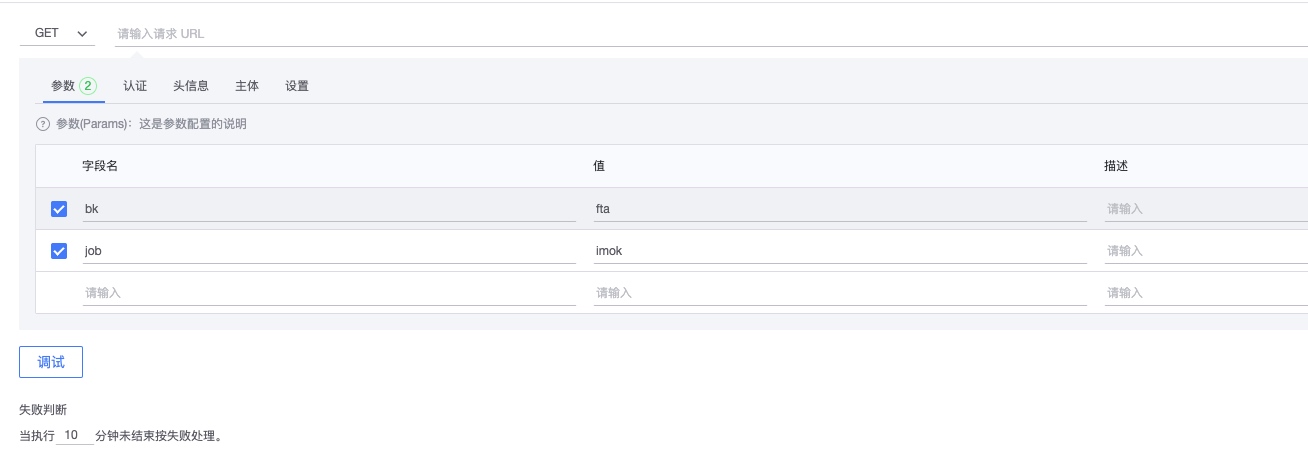 GET 请输入请求 URL
参数 2 认证 头信息 主体 设置
? 参数(Params)：这是参数配置的说明
字段名 值 描述
bk fta 请输入
job imok 请输入
请输入 请输入 请输入
调试
失败判断
当执行 10 分钟未结束按失败处理。